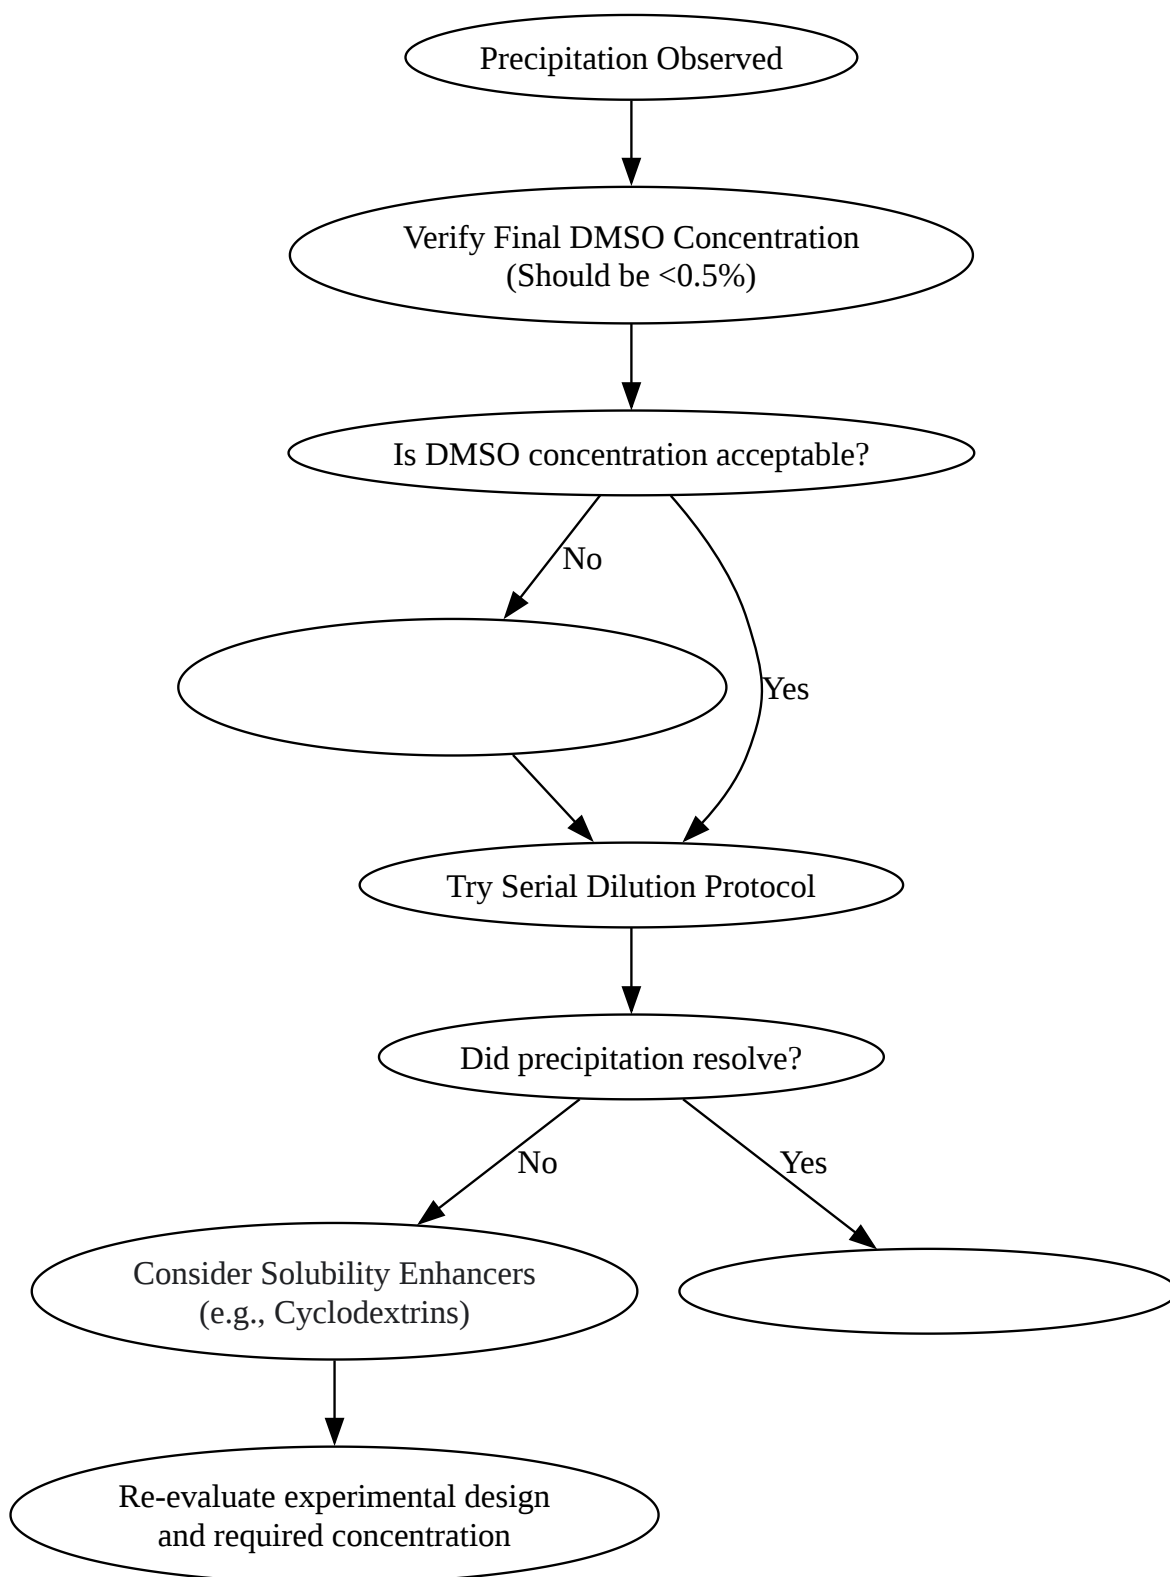 Precipitation Observed
Verify Final DMSO Concentration
(Should be <0.5%)
Is DMSO concentration acceptable?
No
Yes
Try Serial Dilution Protocol
Did precipitation resolve?
No
Yes
Consider Solubility Enhancers
(e.g., Cyclodextrins)
Re-evaluate experimental design
and required concentration